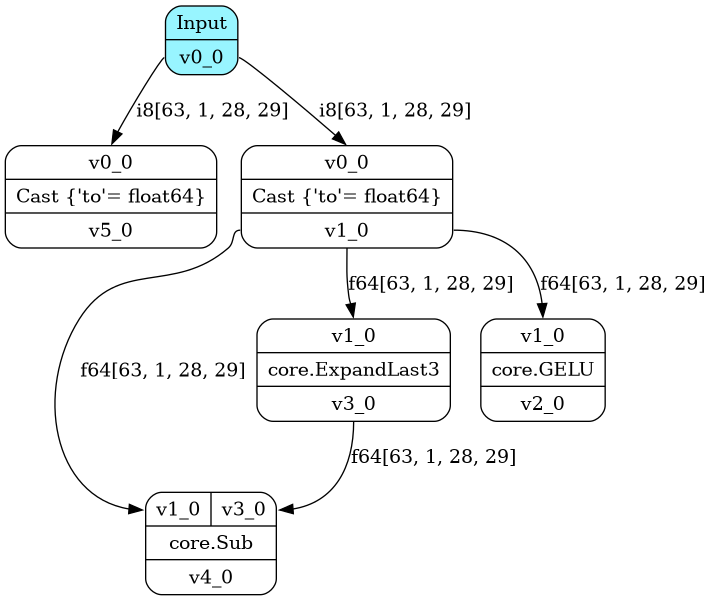 Input
v0_0
i8[63, 1, 28, 29]
i8[63, 1, 28, 29]
v0_0
Cast {'to'= float64}
v5_0
v0_0
Cast {'to'= float64}
v1_0
f64[63, 1, 28, 29]
f64[63, 1, 28, 29]
v1_0
core.ExpandLast3
v3_0
v1_0
core.GELU
v2_0
f64[63, 1, 28, 29]
f64[63, 1, 28, 29]
v1_0 v3_0
core.Sub
v4_0